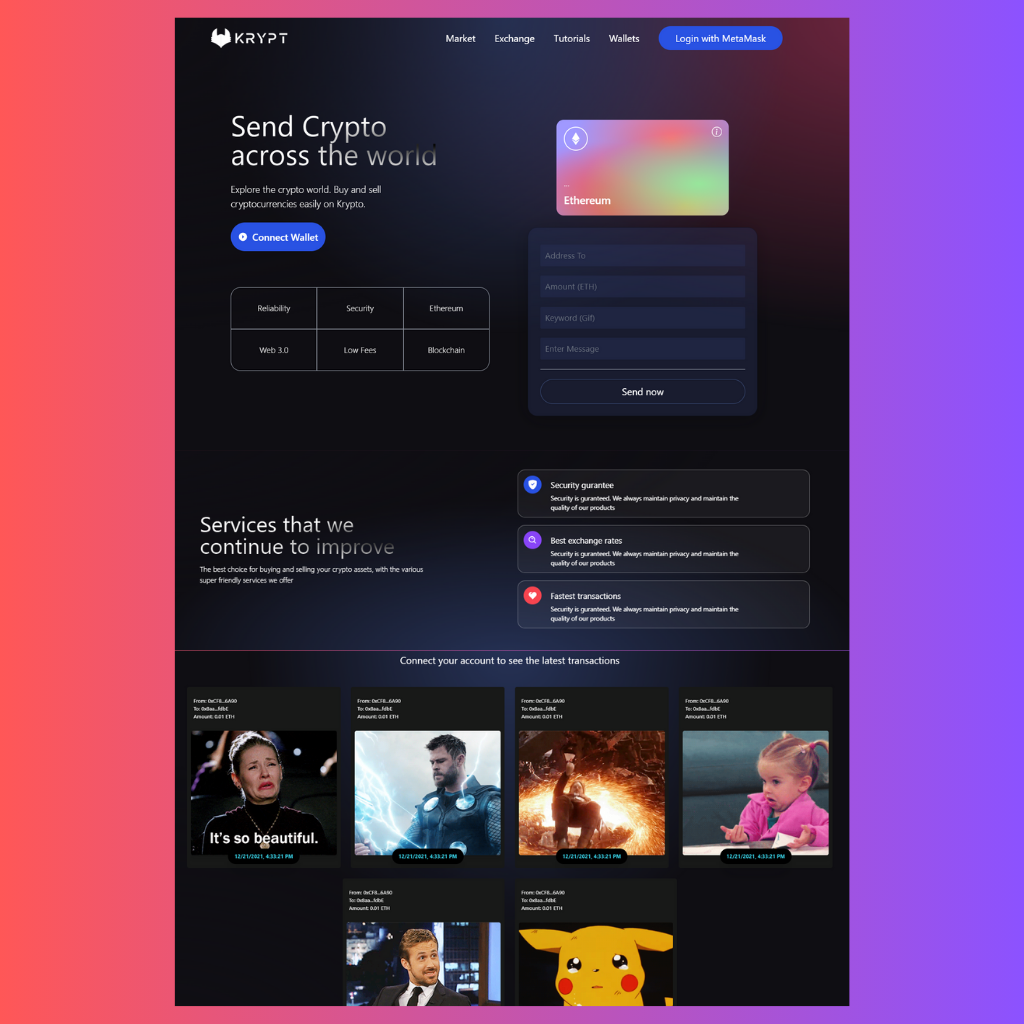 KRYPT
Market
Exchange
Tutorials
Wallets
Login with MetaMask
Send Crypto
across the world
Explore the crypto world. Buy and sell
cryptocurrencies easily on Krypto.
Connect Wallet
Reliability
Security
Ethereum
Web 3.0
Low Fees
Blockchain
...
Ethereum
Address To
Amount (ETH)
Keyword (Gif)
Enter Message
Send now
Services that we
continue to improve
The best choice for buying and selling your crypto assets, with the various
super friendly services we offer
Security gurantee
Security is guranteed. We always maintain privacy and maintain the
quality of our products
Best exchange rates
Security is guranteed. We always maintain privacy and maintain the
quality of our products
Fastest transactions
Security is guranteed. We always maintain privacy and maintain the
quality of our products
Connect your account to see the latest transactions
From: 0xCF8...6A90
To: 0x8aa...fdbE
Amount: 0.01 ETH
It's so beautiful.
12/21/2021, 4:33:21 PM
From: 0xCF8...6A90
To: 0x8aa...fdbE
Amount: 0.01 ETH
12/21/2021, 4:33:21 PM
From: 0xCF8...6A90
To: 0x8aa...fdbE
Amount: 0.01 ETH
12/21/2021, 4:33:21 PM
From: 0xCF8...6A90
To: 0x8aa...fdbE
Amount: 0.01 ETH
12/21/2021, 4:33:21 PM
From: 0xCF8...6A90
To: 0x8aa...fdbE
Amount: 0.01 ETH
From: 0xCF8...6A90
To: 0x8aa...fdbE
Amount: 0.01 ETH